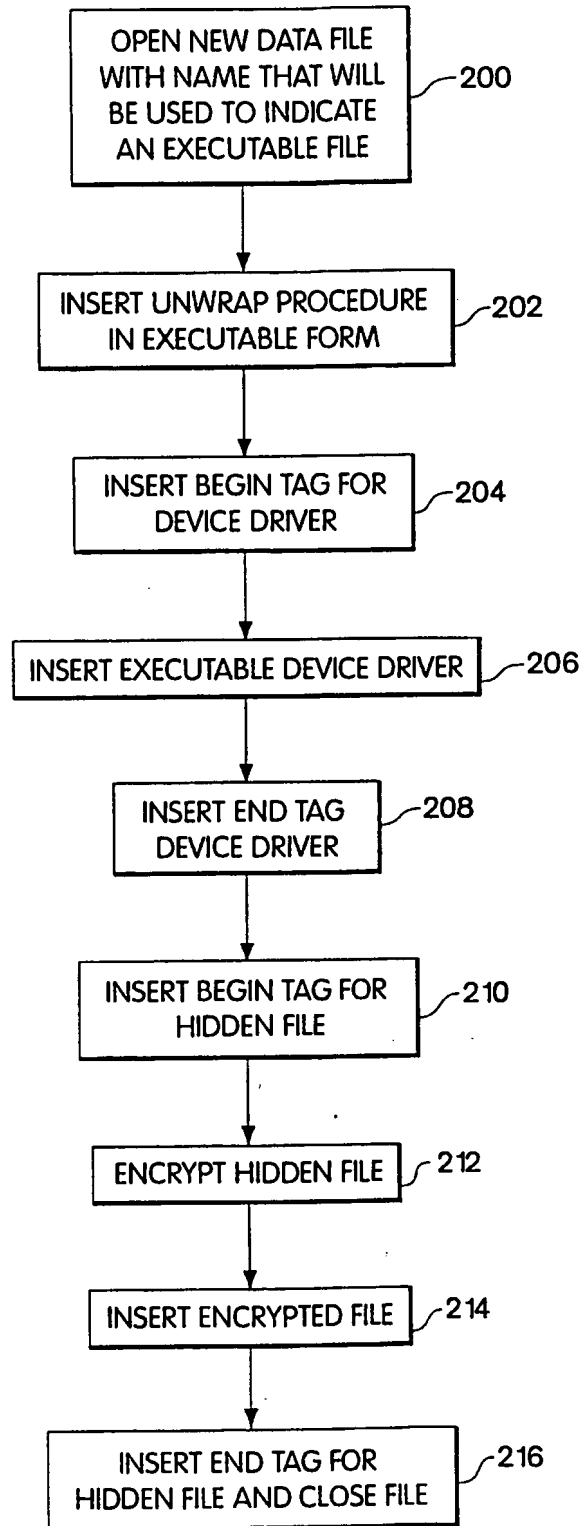 OPEN NEW DATA FILE
WITH NAME THAT WILL
BE USED TO INDICATE
AN EXECUTABLE FILE
200
INSERT UNWRAP PROCEDURE
IN EXECUTABLE FORM
202
INSERT BEGIN TAG FOR
DEVICE DRIVER
204
INSERT EXECUTABLE DEVICE DRIVER
206
INSERT END TAG
DEVICE DRIVER
208
INSERT BEGIN TAG FOR
HIDDEN FILE
210
ENCRYPT HIDDEN FILE
212
INSERT ENCRYPTED FILE
214
INSERT END TAG FOR
HIDDEN FILE AND CLOSE FILE
216